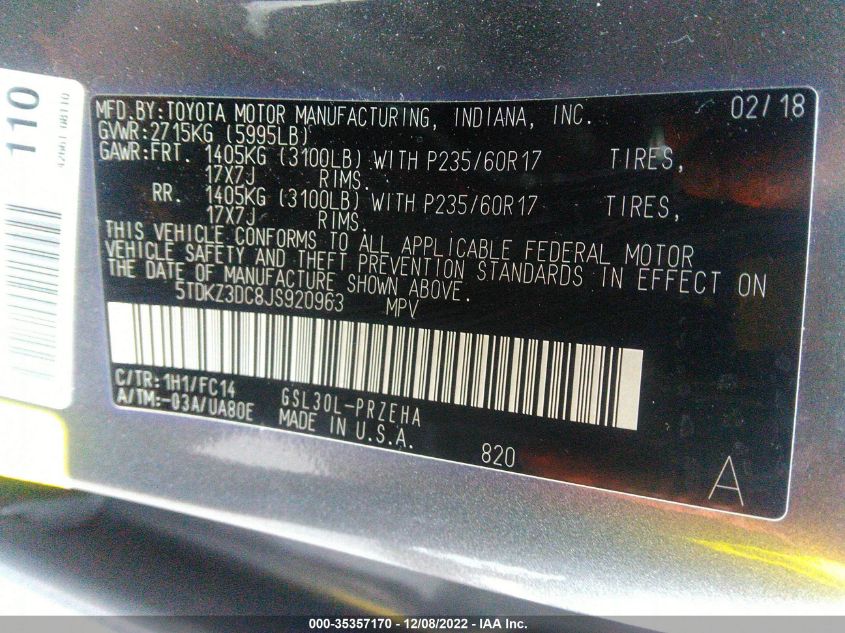 110
42661 08110
MFD.BY:TOYOTA MOTOR MANUFACTURING, INDIANA, INC. 02/18
GVWR:2715KG (5995LB)
GAWR:FRT. 1405KG (3100LB) WITH P235/60R17 TIRES,
17X7J RIMS.
RR. 1405KG (3100LB) WITH P235/60R17 TIRES,
17X7J RIMS.
THIS VEHICLE CONFORMS TO ALL APPLICABLE FEDERAL MOTOR
VEHICLE SAFETY AND THEFT PREVENTION STANDARDS IN EFFECT ON
THE DATE OF MANUFACTURE SHOWN ABOVE.
5TDKZ3DC8JS920963 MPV
C/TR:1H1/FC14 GSL30L-PRZEHA
A/TM:-03A/UA80E MADE IN U.S.A.
820
A
000-35357170 - 12/08/2022 - IAA Inc.